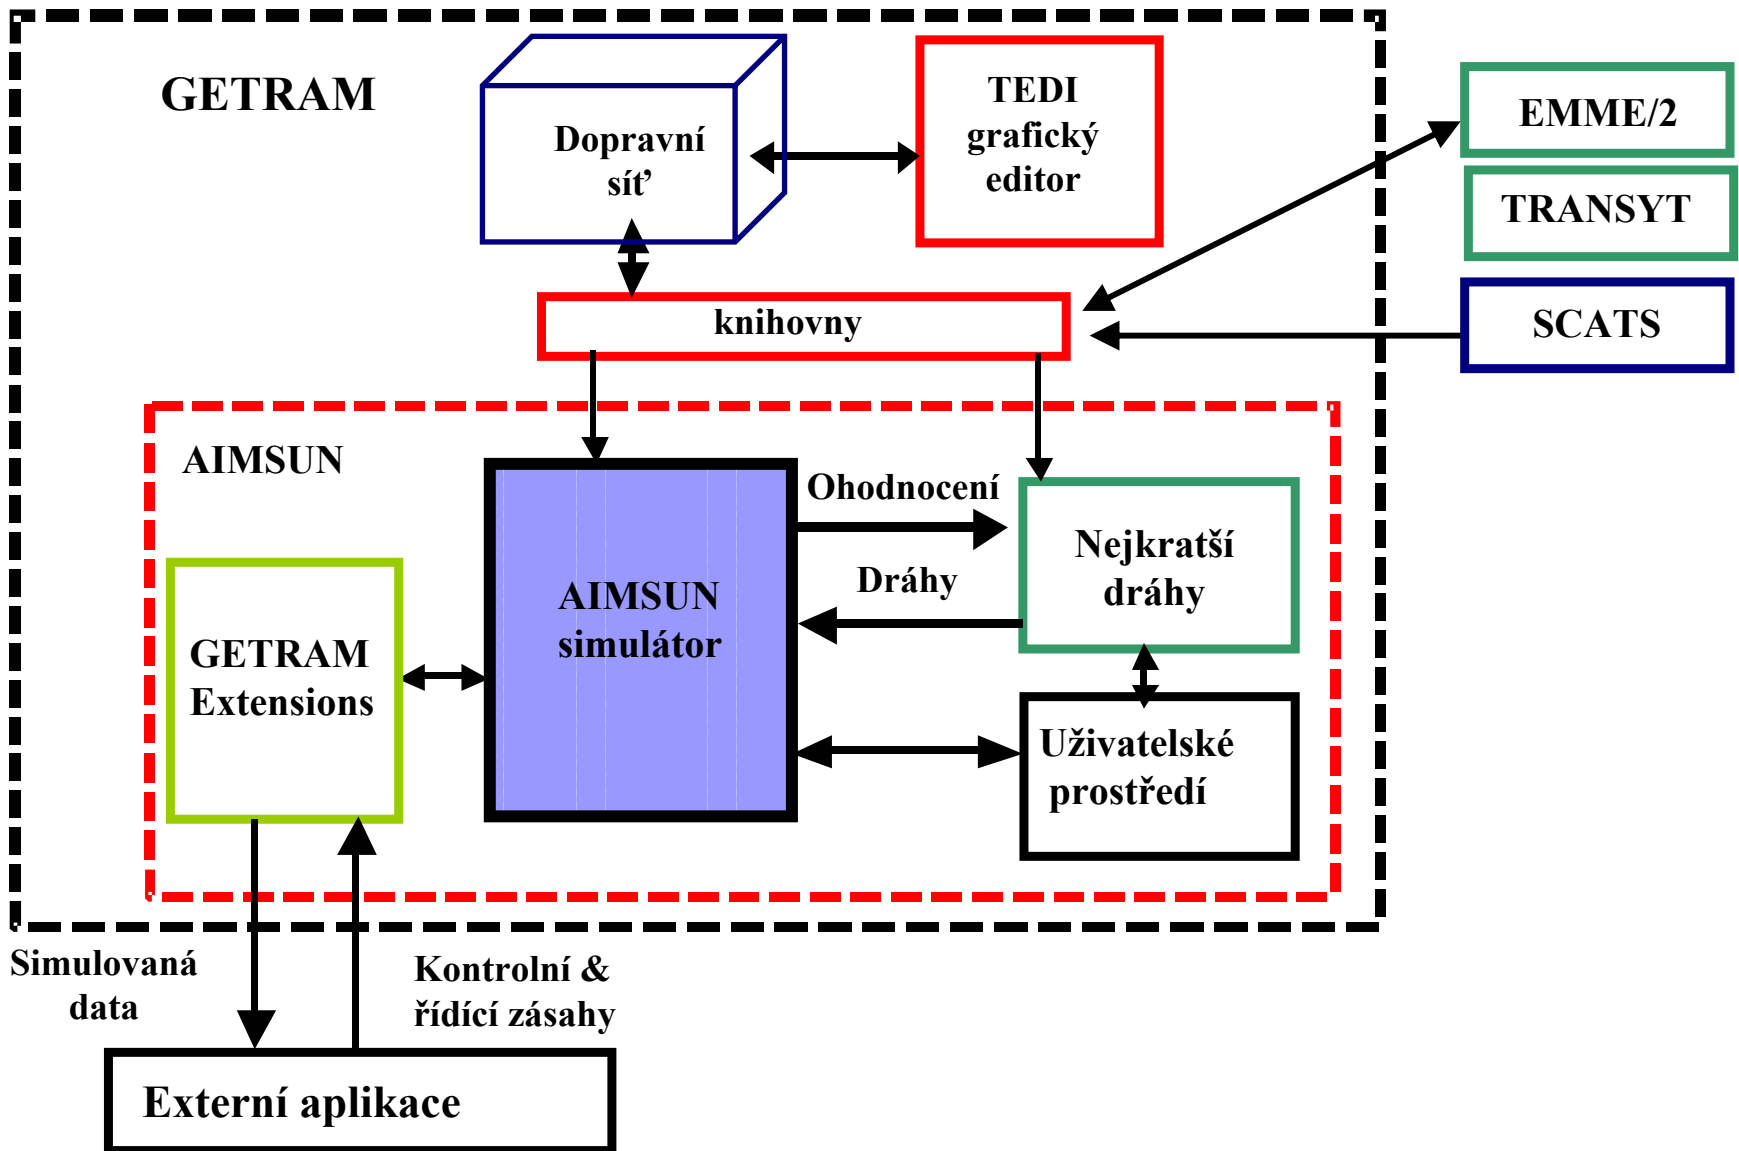 GETRAM
Dopravní
síť
TEDI
grafický
editor
EMME/2
TRANSYT
SCATS
knihovny
AIMSUN
AIMSUN
simulátor
Ohodnocení
Dráhy
Nejkratší
dráhy
GETRAM
Extensions
Uživatelské
prostředí
Simulovaná
data
Kontrolní &
řídící zásahy
Externí aplikace